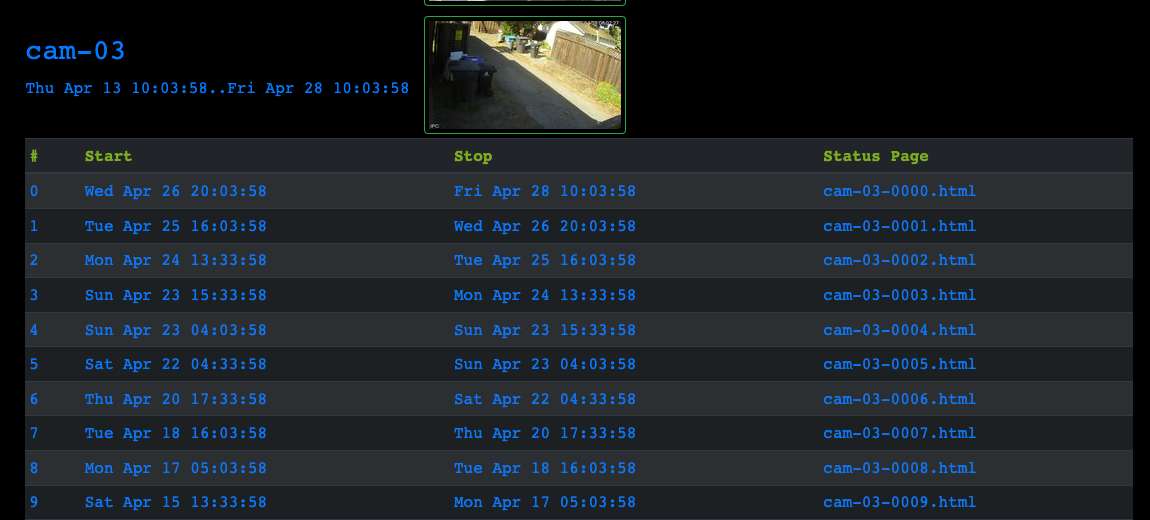 cam-03
Thu Apr 13 10:03:58..Fri Apr 28 10:03:58
IPC
# Start Stop Status Page
0 Wed Apr 26 20:03:58 Fri Apr 28 10:03:58 cam-03-0000.html
1 Tue Apr 25 16:03:58 Wed Apr 26 20:03:58 cam-03-0001.html
2 Mon Apr 24 13:33:58 Tue Apr 25 16:03:58 cam-03-0002.html
3 Sun Apr 23 15:33:58 Mon Apr 24 13:33:58 cam-03-0003.html
4 Sun Apr 23 04:03:58 Sun Apr 23 15:33:58 cam-03-0004.html
5 Sat Apr 22 04:33:58 Sun Apr 23 04:03:58 cam-03-0005.html
6 Thu Apr 20 17:33:58 Sat Apr 22 04:33:58 cam-03-0006.html
7 Tue Apr 18 16:03:58 Thu Apr 20 17:33:58 cam-03-0007.html
8 Mon Apr 17 05:03:58 Tue Apr 18 16:03:58 cam-03-0008.html
9 Sat Apr 15 13:33:58 Mon Apr 17 05:03:58 cam-03-0009.html